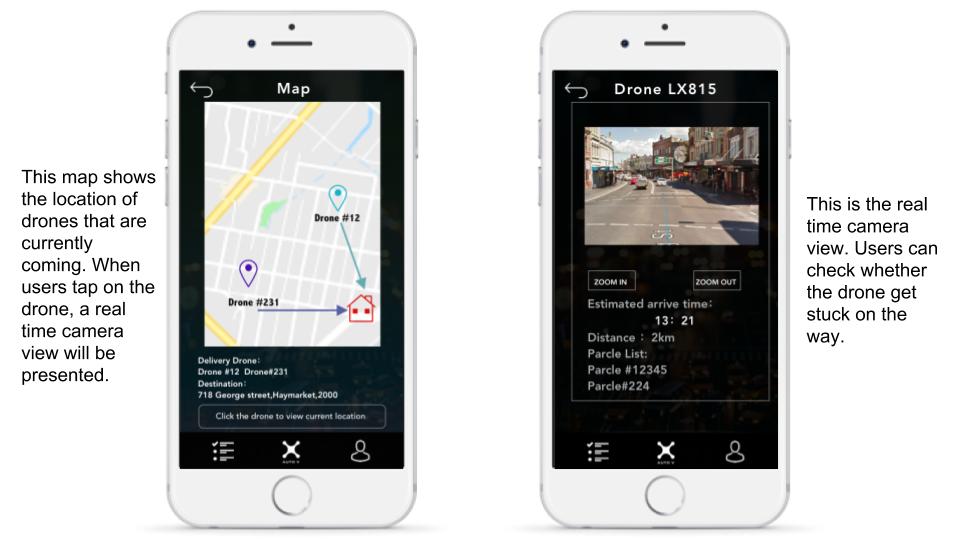 This map shows
the location of
drones that are
currently
coming. When
users tap on the
drone, a real
time camera
view will be
presented.
Map
Drone #12
Drone #231
Delivery Drone:
Drone #12 Drone#231
Destination:
718 George street,Haymarket,2000
Click the drone to view current location
AUTO V
Drone LX815
ZOOM IN
ZOOM OUT
Estimated arrive time:
13: 21
Distance : 2km
Parcle List:
Parcle #12345
Parcle#224
AUTO V
This is the real
time camera
view. Users can
check whether
the drone get
stuck on the
way.